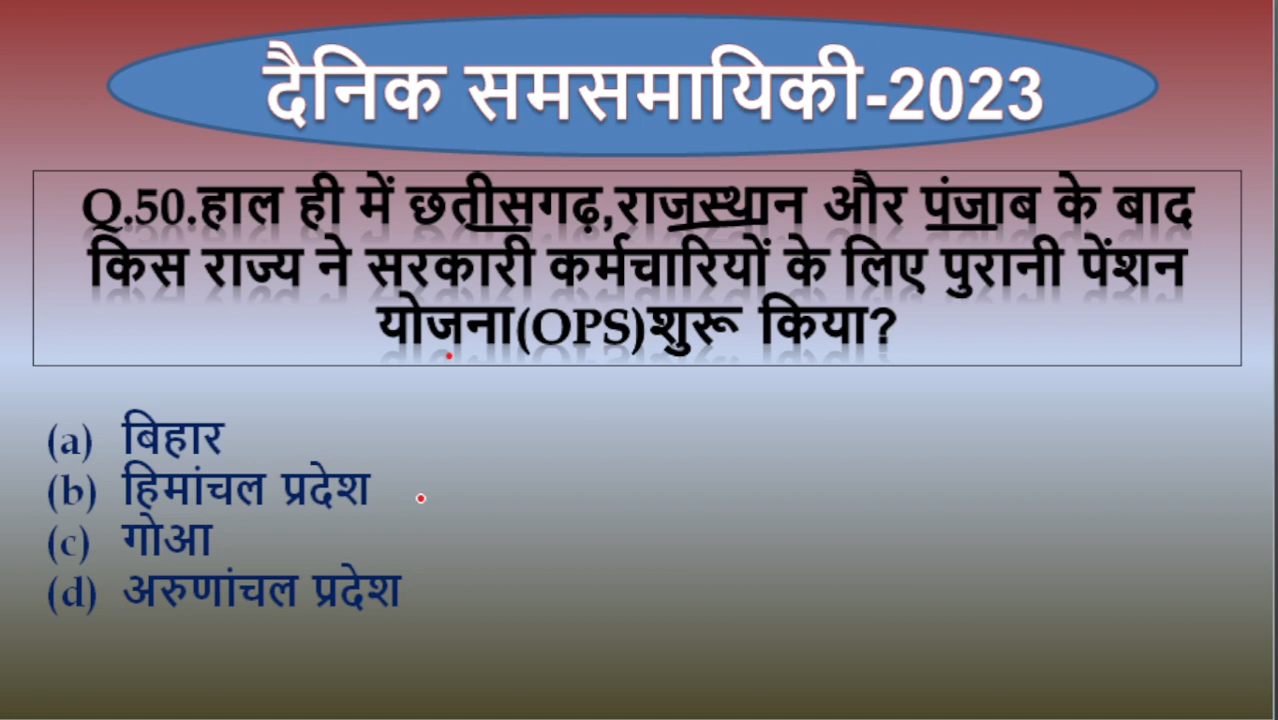 दैनिक समसमायिकी-2023
Q.50.हाल ही में छतीसगढ़,राजस्थान और पंजाब के बाद
किस राज्य ने सरकारी कर्मचारियों के लिए पुरानी पेंशन
योजना(OPS)शुरू किया?
(a) बिहार
(b) हिमांचल प्रदेश
(c) गोआ
(d) अरुणांचल प्रदेश